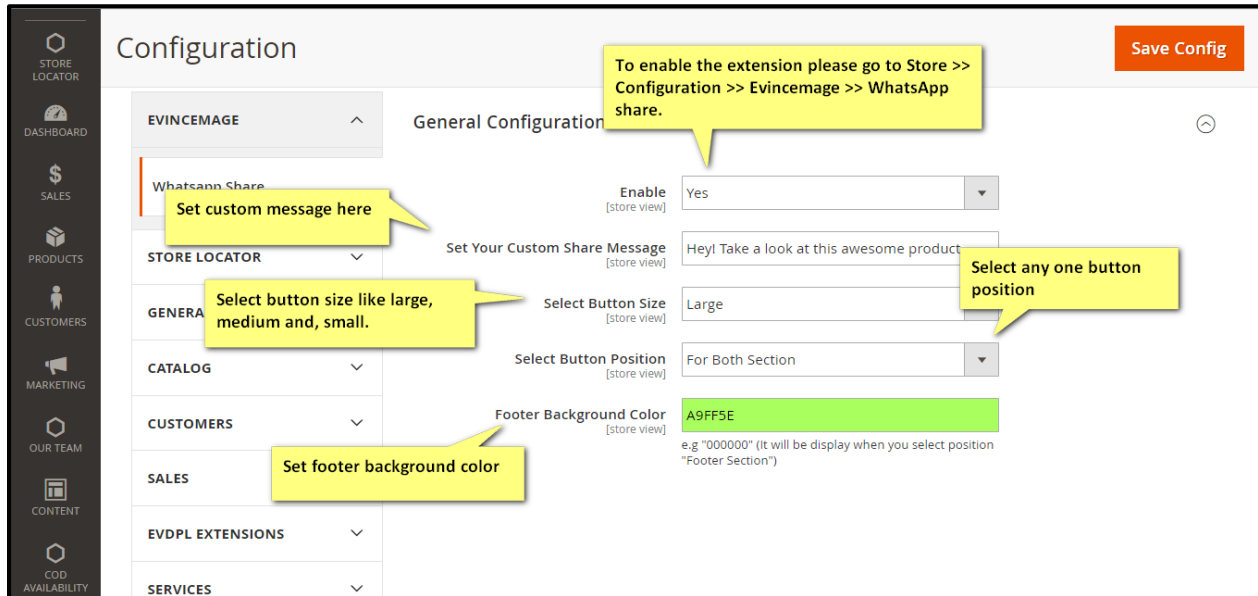 STORE
LOCATOR
DASHBOARD
SALES
PRODUCTS
CUSTOMERS
MARKETING
OUR TEAM
CONTENT
COD
AVAILABILITY
Configuration
Save Config
To enable the extension please go to Store >>
Configuration >> Evincemage >> WhatsApp
share.
EVINCEMAGE
Whatsapp Share
STORE LOCATOR
GENERA
CATALOG
CUSTOMERS
SALES
EVDPL EXTENSIONS
SERVICES
General Configuration
Enable
[store view]
Yes
Set custom message here
Set Your Custom Share Message
[store view]
Hey! Take a look at this awesome product
Select any one button
position
Select button size like large,
medium and, small.
Select Button Size
[store view]
Large
Select Button Position
[store view]
For Both Section
Footer Background Color
[store view]
A9FF5E
e.g "000000" (It will be display when you select position
"Footer Section")
Set footer background color